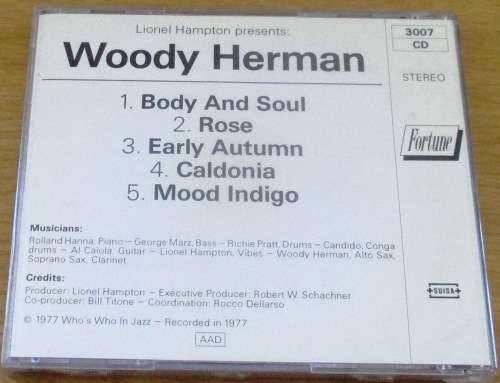 Lionel Hampton presents:
Woody Herman
1. Body And Soul
2. Rose
3. Early Autumn
4. Caldonia
5. Mood Indigo
3007
CD
STEREO
Fortune
Musicians:
Rolland Hanna, Piano – George Marz, Bass – Richie Pratt, Drums – Candido, Conga
drums – Al Caiola, Guitar – Lionel Hampton, Vibes – Woody Herman, Alto Sax,
Soprano Sax, Clarinet
Credits:
Producer: Lionel Hampton – Executive Producer: Robert W. Schachner
Co-producer: Bill Titone – Coordination: Rocco Dellarso
© 1977 Who's Who In Jazz – Recorded in 1977
AAD
SUISA